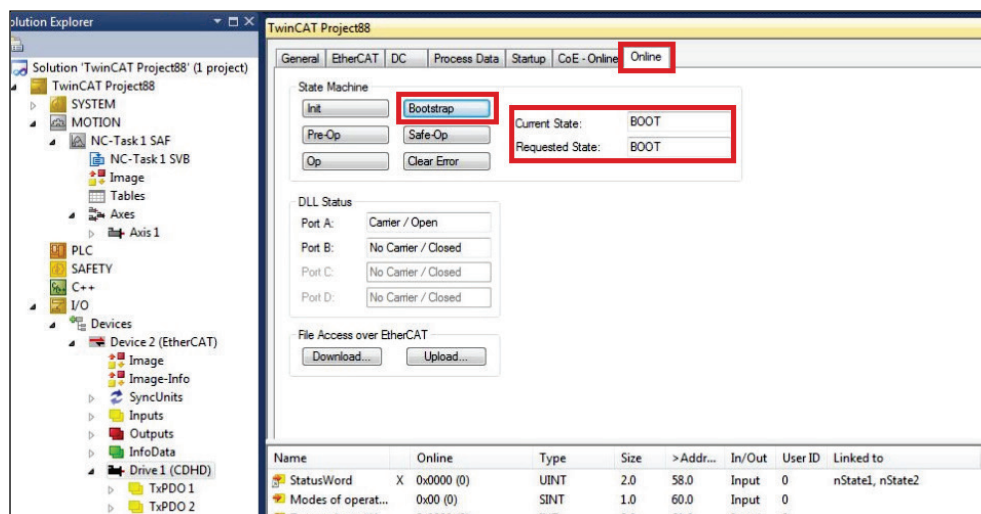 olution Explorer
Solution 'TwinCAT Project88' (1 project)
TwinCAT Project88
SYSTEM
MOTION
NC-Task 1 SAF
NC-Task 1 SVB
Image
Tables
Axes
Axis 1
PLC
SAFETY
C++
I/O
Devices
Device 2 (EtherCAT)
Image
Image-Info
SyncUnits
Inputs
Outputs
InfoData
Drive 1 (CDHD)
TxPDO 1
TxPDO 2
TwinCAT Project88
General EtherCAT DC Process Data Startup CoE - Online Online
State Machine
Init Bootstrap
Pre-Op Safe-Op
Op Clear Error
Current State: BOOT
Requested State: BOOT
DLL Status
Port A: Carrier / Open
Port B: No Carrier / Closed
Port C: No Carrier / Closed
Port D: No Carrier / Closed
File Access over EtherCAT
Download... Upload...
Name Online Type Size >Addr... In/Out User ID Linked to
StatusWord X 0x0000 (0) UINT 2.0 58.0 Input 0 nState1, nState2
Modes of operat... 0x00 (0) SINT 1.0 60.0 Input 0